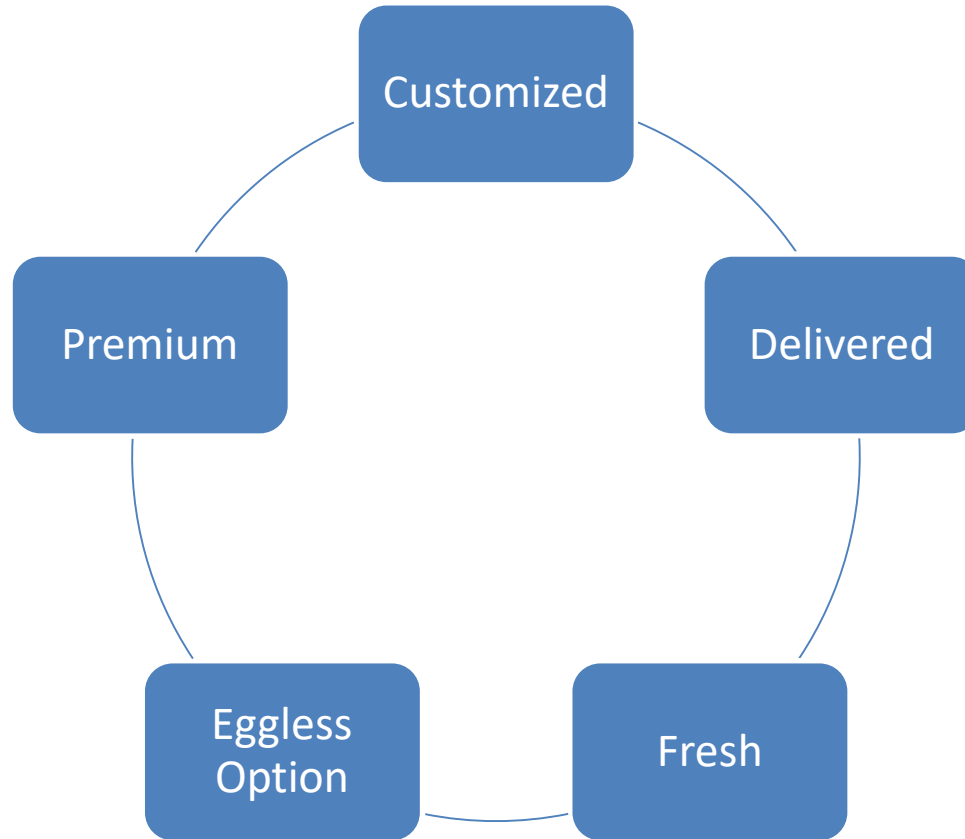 Customized
Delivered
Fresh
Eggless
Option
Premium